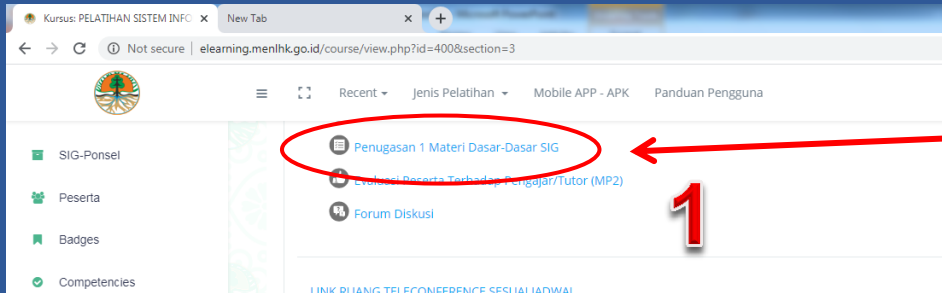 Kursus: PELATIHAN SISTEM INFO
New Tab
Not secure | elearning.menlhk.go.id/course/view.php?id=400&section=3
Recent Jenis Pelatihan Mobile APP - APK Panduan Pengguna
Penugasan 1 Materi Dasar-Dasar SIG
SIG-Ponsel
Evaluasi Peserta Terhadap Pengajar/Tutor (MP2)
Peserta
Forum Diskusi
1
Badges
Competencies
LINK RUANG TELECONFERENCE SESUAI JADWAL